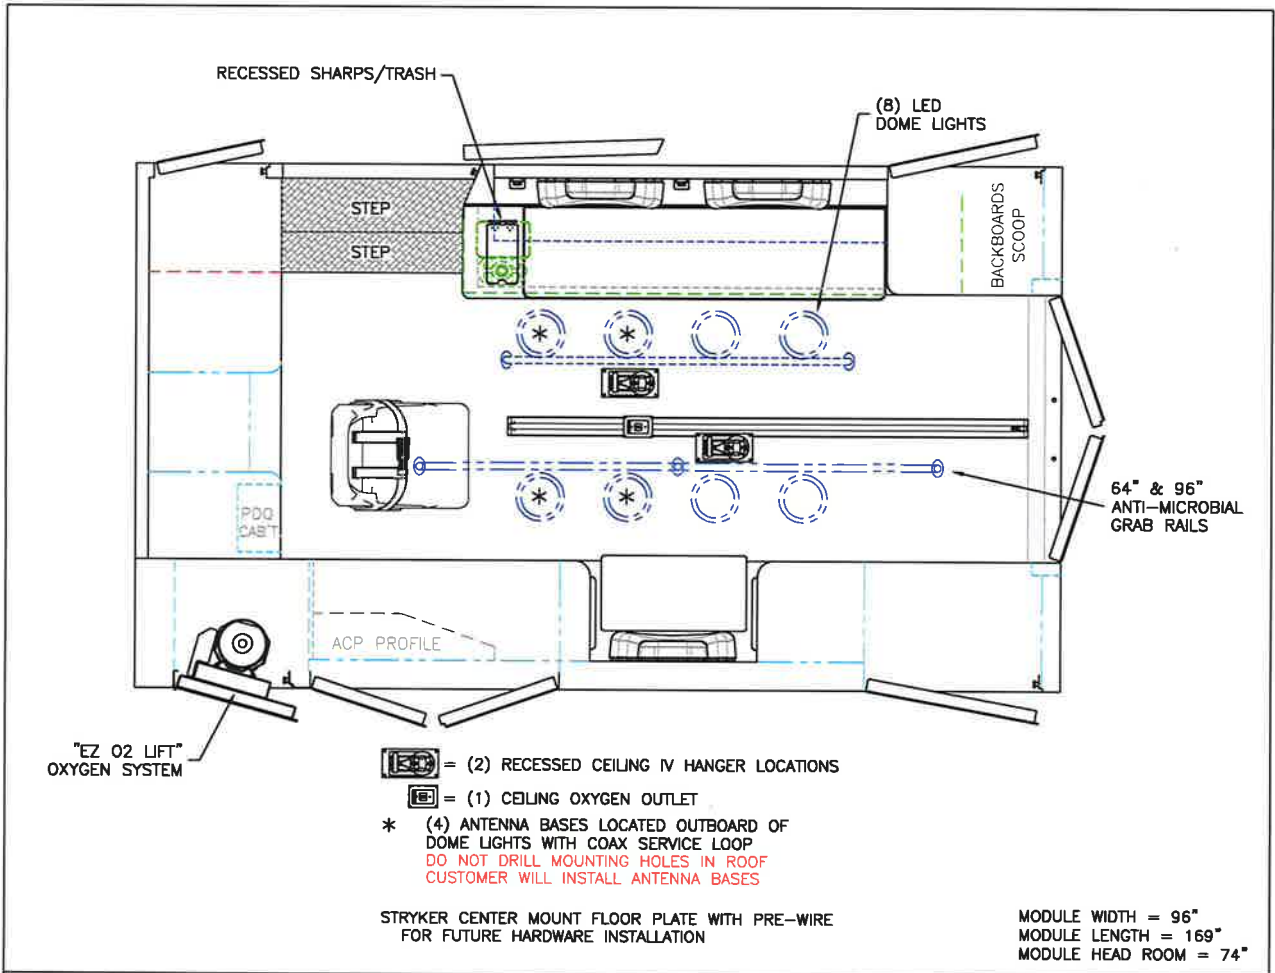 RECESSED SHARPS/TRASH
(8) LED
DOME LIGHTS
STEP
STEP
BACKBOARDS
SCOOP
64" & 96"
ANTI-MICROBIAL
GRAB RAILS
PDQ
CAB'T
ACP PROFILE
"EZ O2 LIFT"
OXYGEN SYSTEM
= (2) RECESSED CEILING IV HANGER LOCATIONS
= (1) CEILING OXYGEN OUTLET
* (4) ANTENNA BASES LOCATED OUTBOARD OF
DOME LIGHTS WITH COAX SERVICE LOOP
DO NOT DRILL MOUNTING HOLES IN ROOF
CUSTOMER WILL INSTALL ANTENNA BASES
STRYKER CENTER MOUNT FLOOR PLATE WITH PRE-WIRE
FOR FUTURE HARDWARE INSTALLATION
MODULE WIDTH = 96"
MODULE LENGTH = 169"
MODULE HEAD ROOM = 74"